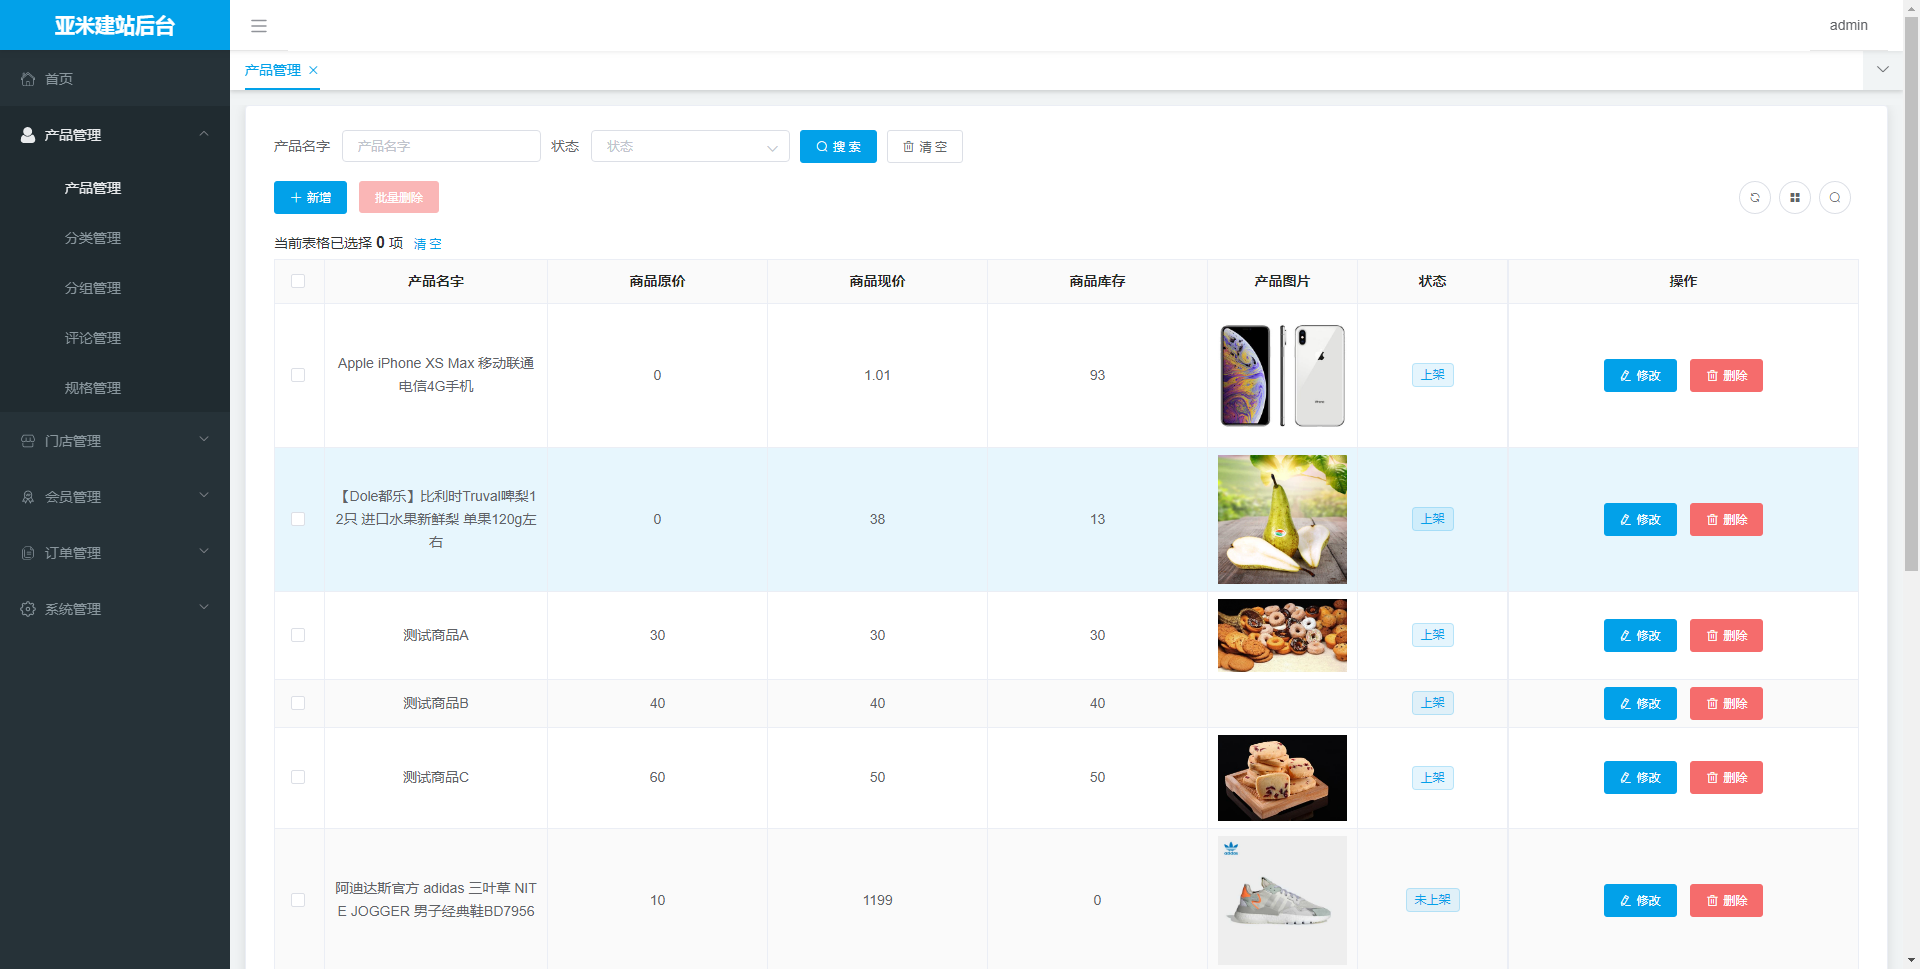 亚米建站后台
admin
首页
产品管理
产品管理
分类管理
分组管理
评论管理
规格管理
门店管理
会员管理
订单管理
系统管理
产品管理
产品名字 产品名字 状态 状态 搜 索 清 空
新增 批量删除
当前表格已选择 0 项 清 空
产品名字 商品原价 商品现价 商品库存 产品图片 状态 操作
Apple iPhone XS Max 移动联通
电信4G手机
0 1.01 93 上架 修改 删除
【Dole都乐】比利时Truval啤梨1
2只 进口水果新鲜梨 单果120g左
右
0 38 13 上架 修改 删除
测试商品A 30 30 30 上架 修改 删除
测试商品B 40 40 40 上架 修改 删除
测试商品C 60 50 50 上架 修改 删除
阿迪达斯官方 adidas 三叶草 NIT
E JOGGER 男子经典鞋BD7956
10 1199 0 adidas 未上架 修改 删除